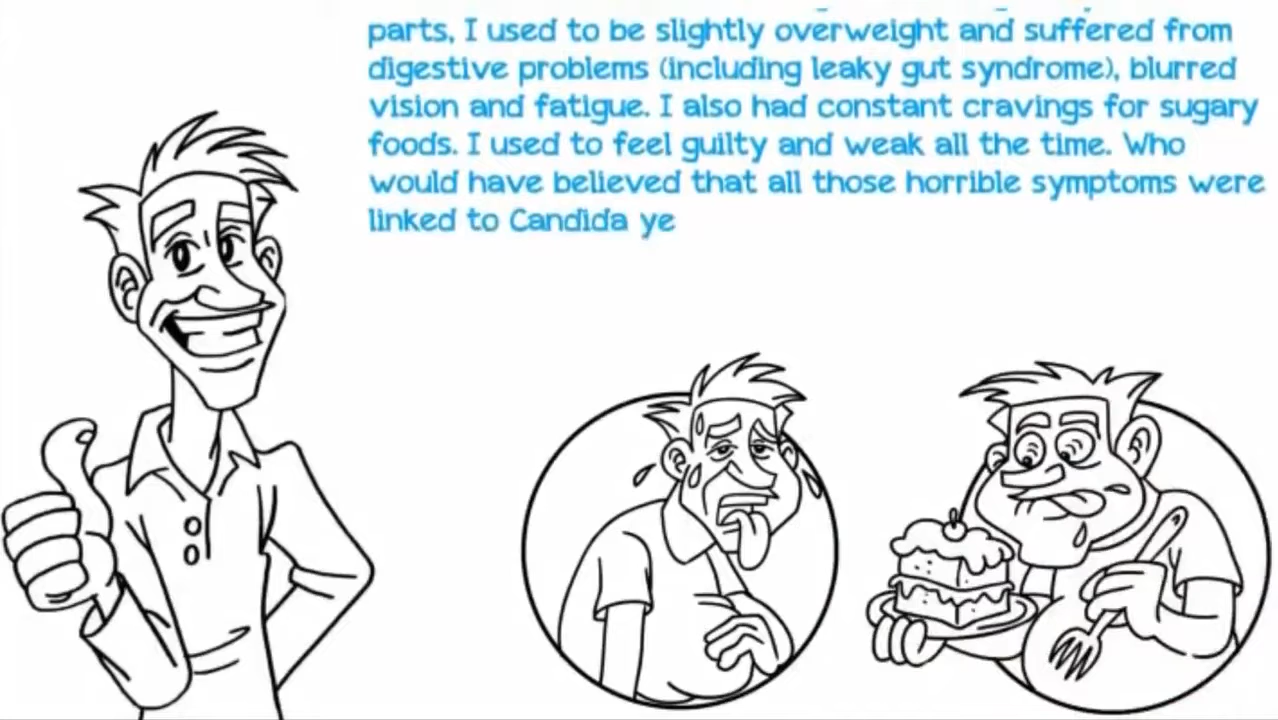 parts, I used to be slightly overweight and suffered from
digestive problems (including leaky gut syndrome), blurred
vision and fatigue. I also had constant cravings for sugary
foods. I used to feel guilty and weak all the time. Who
would have believed that all those horrible symptoms were
linked to Candida ye